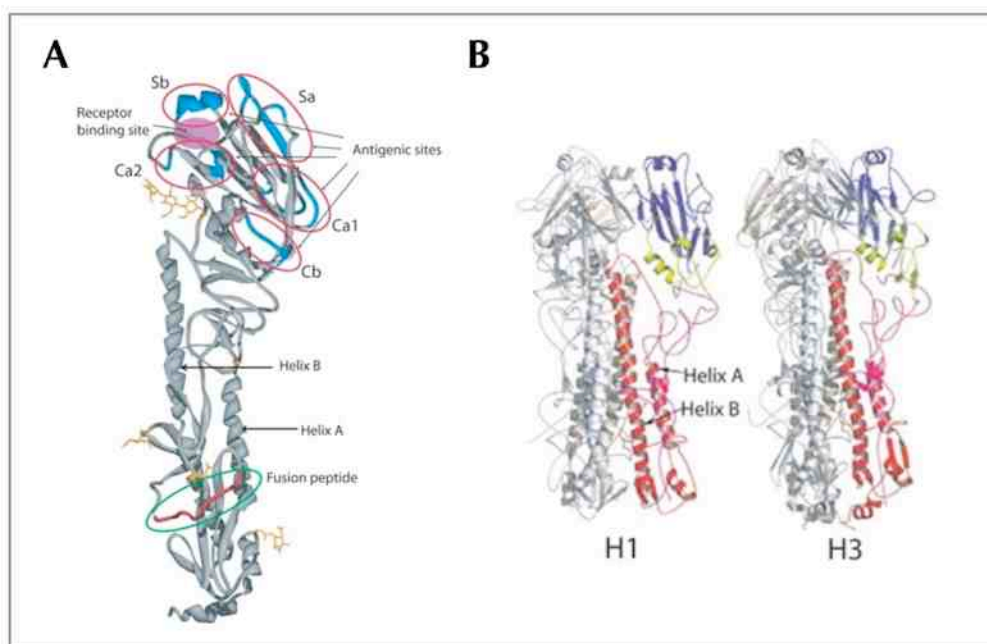 A
Sb
Sa
Receptor
binding site
Antigenic sites
Ca2
Ca1
Cb
Helix B
Helix A
Fusion peptide
B
Helix A
Helix B
H1
H3